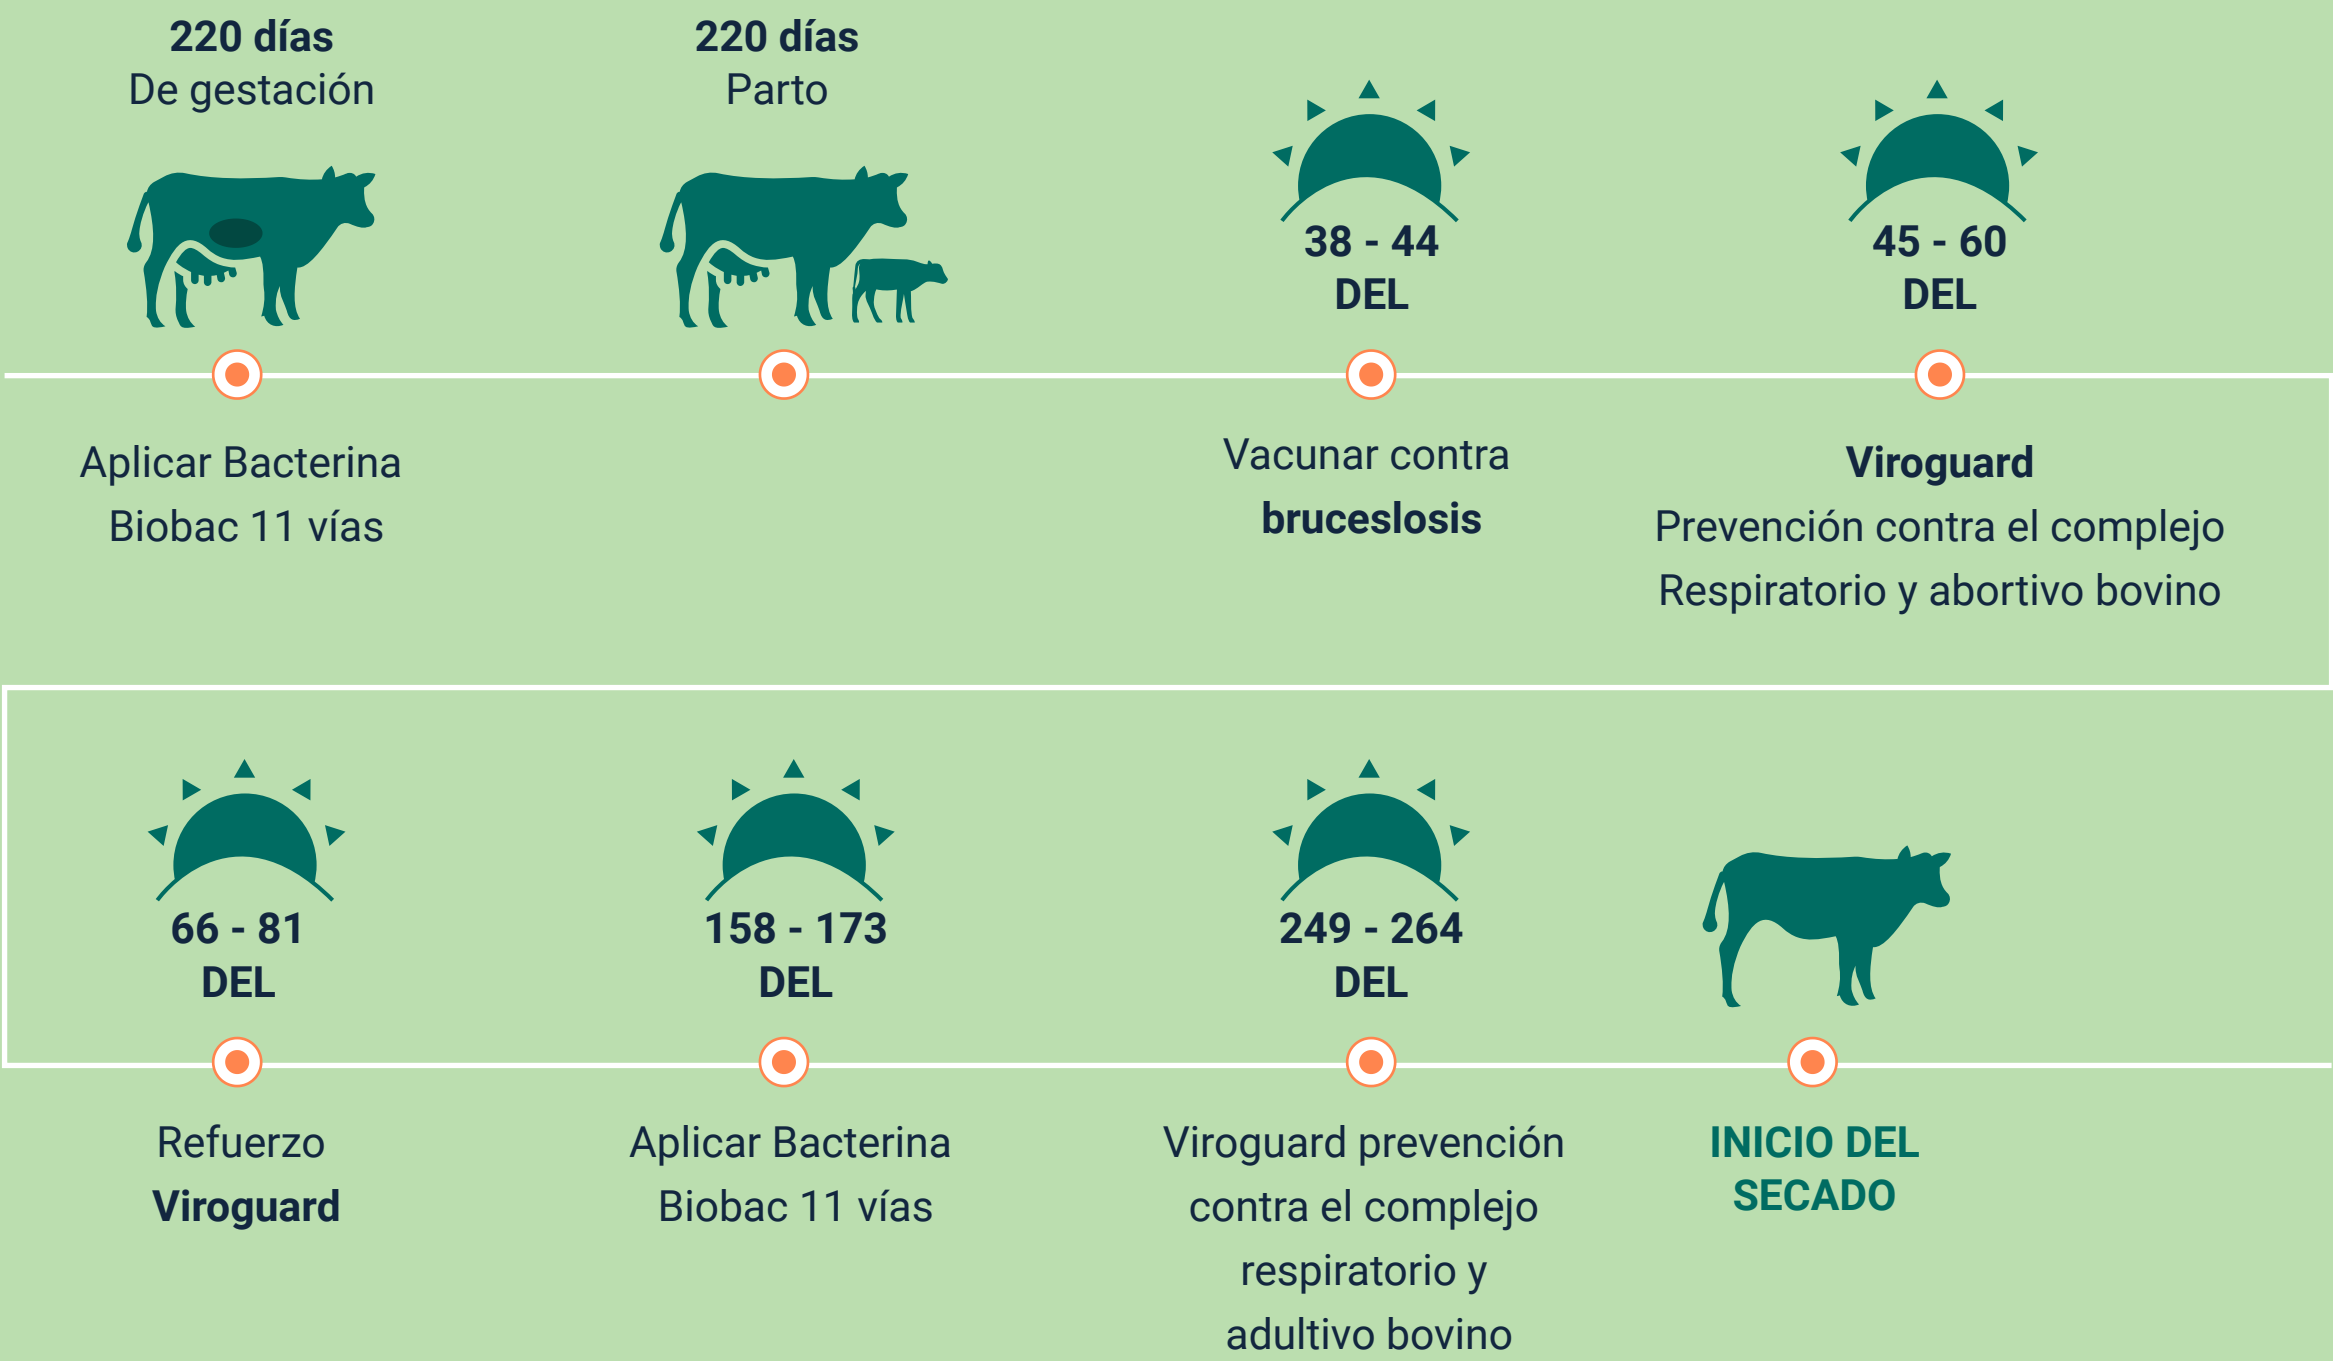 220 días
De gestación
220 días
Parto
38 - 44
DEL
45 - 60
DEL
Aplicar Bacterina
Biobac 11 vías
Vacunar contra
bruceslosis
Viroguard
Prevención contra el complejo
Respiratorio y abortivo bovino
66 - 81
DEL
158 - 173
DEL
249 - 264
DEL
Refuerzo
Viroguard
Aplicar Bacterina
Biobac 11 vías
Viroguard prevención
contra el complejo
respiratorio y
adultivo bovino
INICIO DEL
SECADO